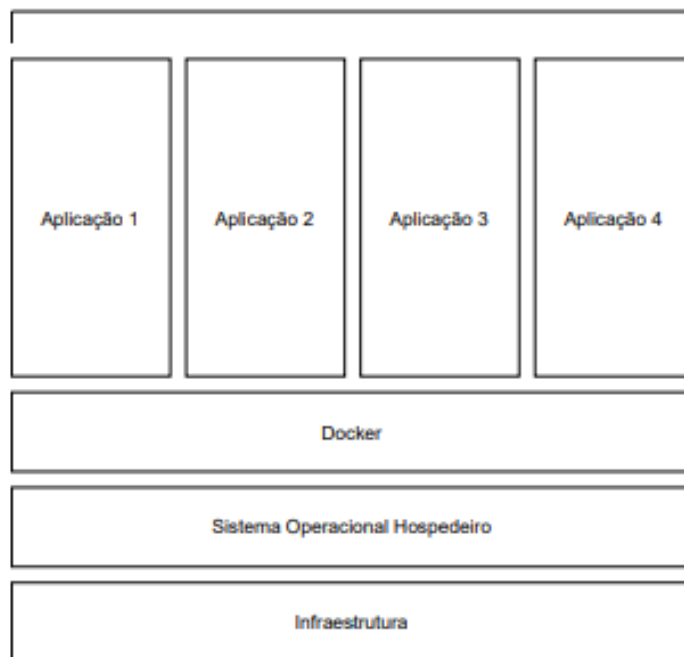 Aplicação 1
Aplicação 2
Aplicação 3
Aplicação 4
Docker
Sistema Operacional Hospedeiro
Infraestrutura